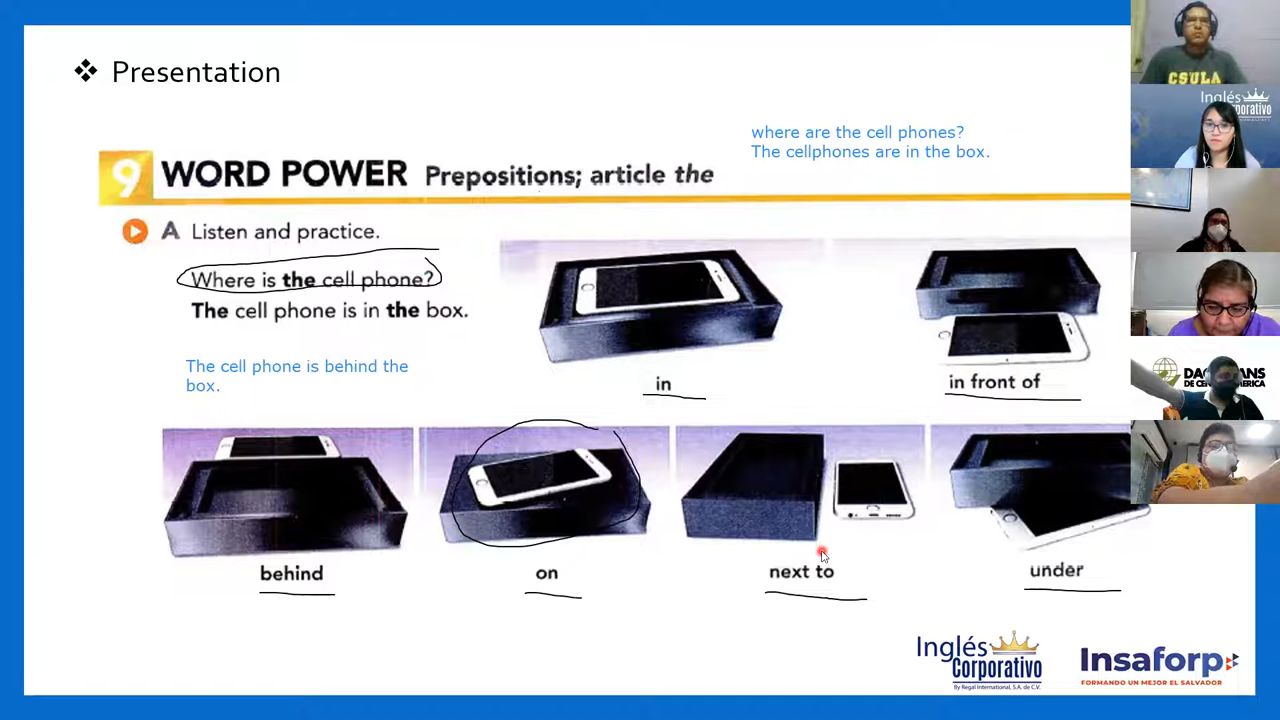 ❖ Presentation
where are the cell phones?
The cellphones are in the box.
9 WORD POWER Prepositions; article the
A Listen and practice.
Where is the cell phone?
The cell phone is in the box.
The cell phone is behind the
box.
in
in front of
behind
on
next to
under
Inglés
Corporativo
By Regal International, S.A. de C.V.
Insaforp
FORMANDO UN MEJOR EL SALVADOR
CSULA
Inglés
Corporativo
DE CENTROAMERICA